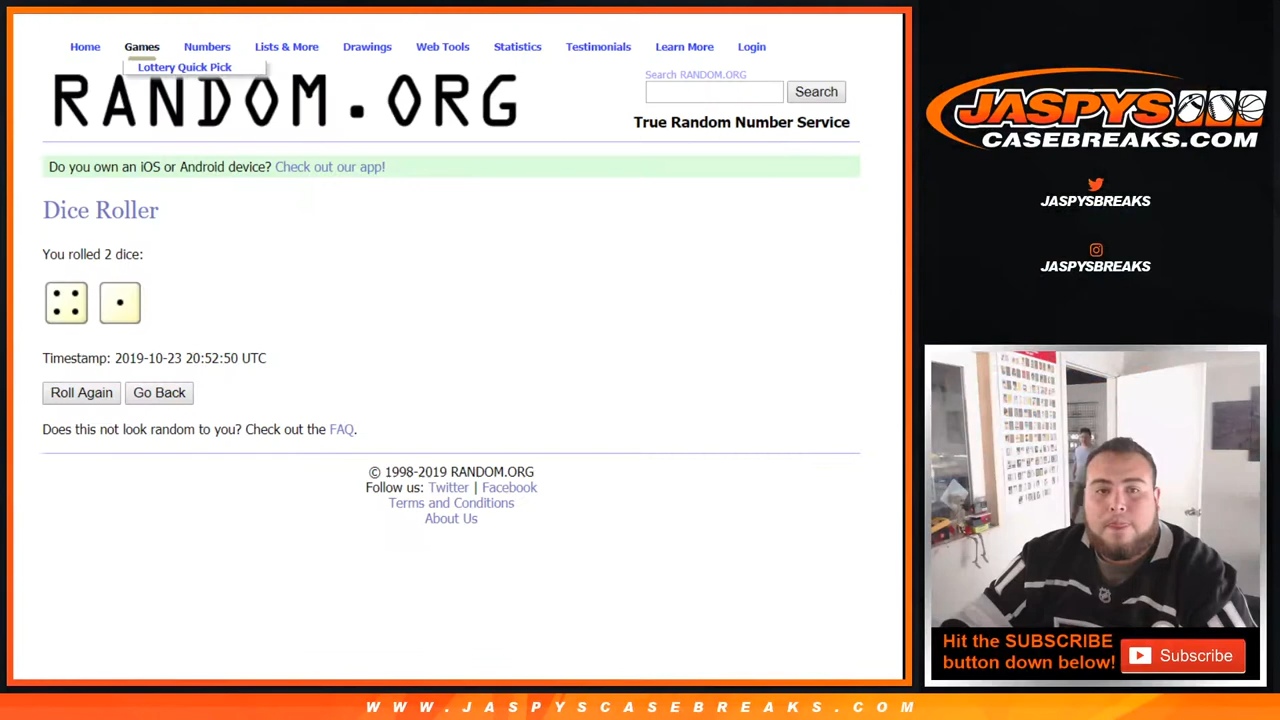 Home Games Numbers Lists & More Drawings Web Tools Statistics Testimonials Learn More Login
Lottery Quick Pick
RANDOM.ORG
Search RANDOM.ORG
Search
True Random Number Service
Do you own an iOS or Android device? Check out our app!
Dice Roller
You rolled 2 dice:
Timestamp: 2019-10-23 20:52:50 UTC
Roll Again Go Back
Does this not look random to you? Check out the FAQ.
© 1998-2019 RANDOM.ORG
Follow us: Twitter | Facebook
Terms and Conditions
About Us
JASPYS
CASEBREAKS.COM
JASPYSBREAKS
JASPYSBREAKS
Hit the SUBSCRIBE
button down below!
Subscribe
WWW.JASPYSCASEBREAKS.COM